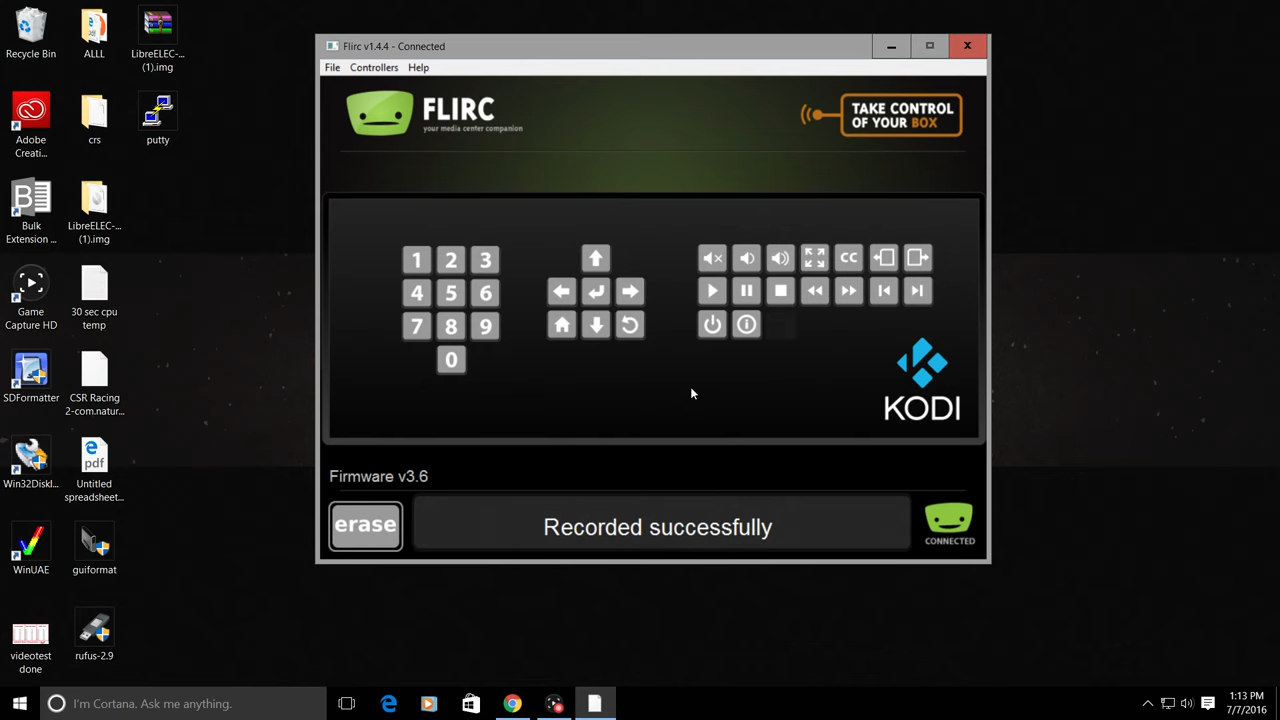 Recycle Bin
ALLL
LibreELEC-...
(1).img
Adobe
Creati...
crs
putty
Bulk
Extension ...
LibreELEC-...
(1).img
Game
Capture HD
30 sec cpu
temp
SDFormatter
CSR Racing
2-com.natur...
Win32DiskI...
pdf
Untitled
spreadsheet...
WinUAE
guiformat
videotest
done
rufus-2.9
Flirc v1.4.4 - Connected
File Controllers Help
FLIRC
your media center companion
TAKE CONTROL
OF YOUR BOX
1 2 3
CC
4 5 6
7 8 9
0
KODI
Firmware v3.6
erase
Recorded successfully
CONNECTED
I'm Cortana. Ask me anything.
1:13 PM
7/7/2016